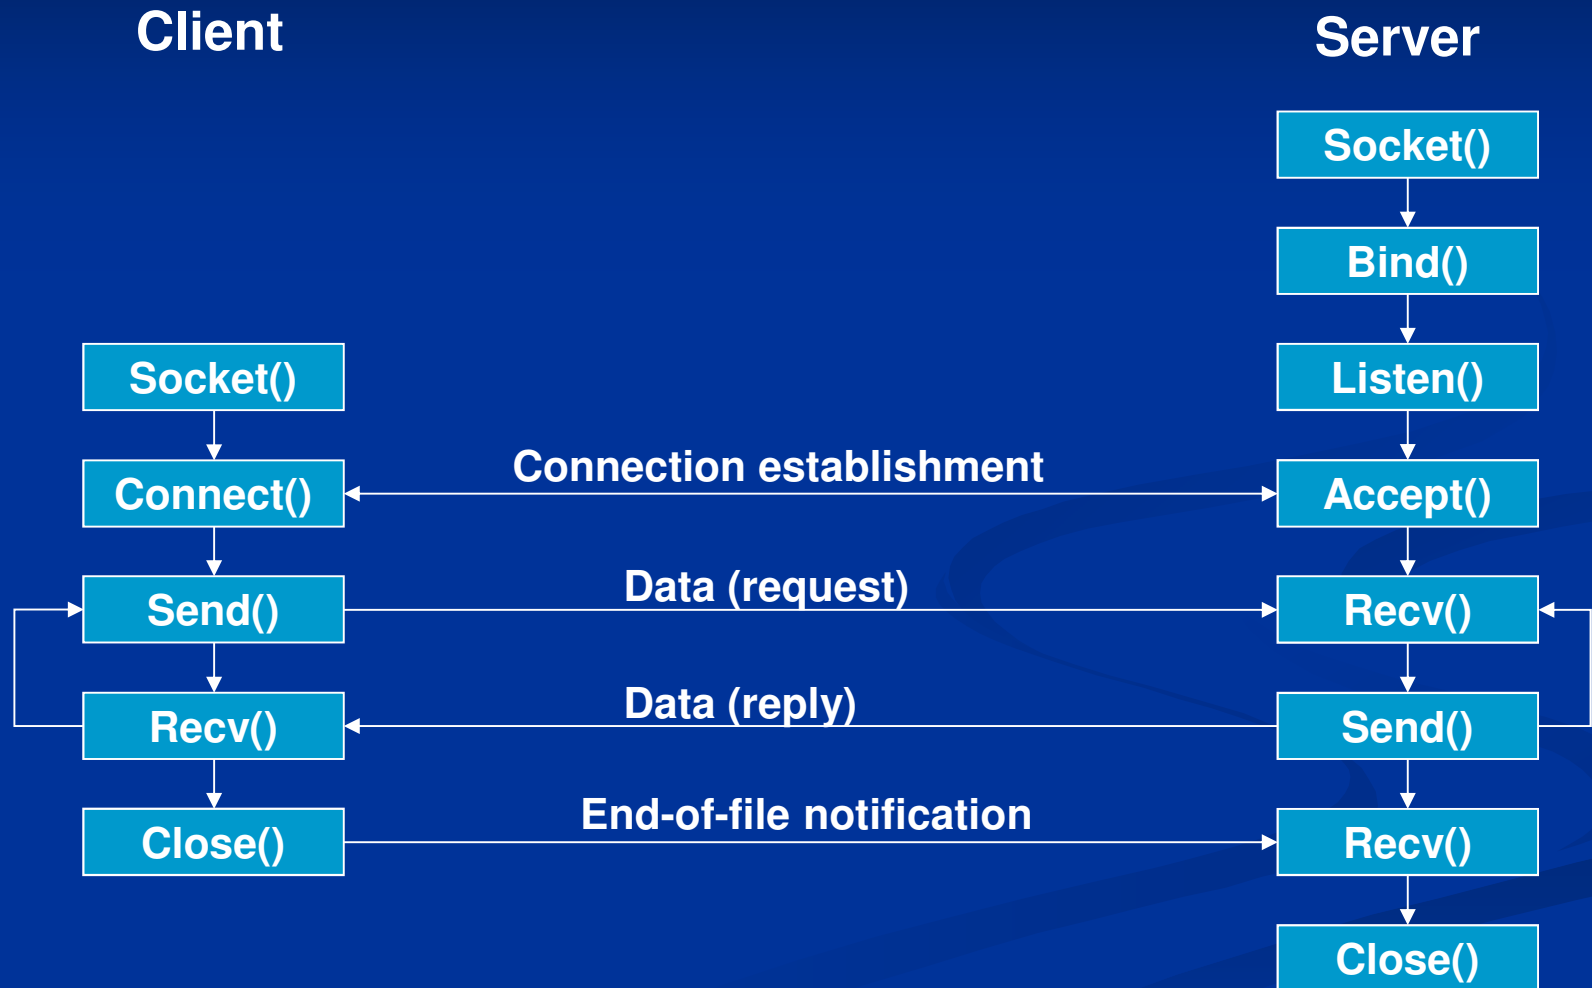 Client
Server
Socket()
Bind()
Socket()
Listen()
Connect()
Connection establishment
Accept()
Send()
Data (request)
Recv()
Recv()
Data (reply)
Send()
Close()
End-of-file notification
Recv()
Close()